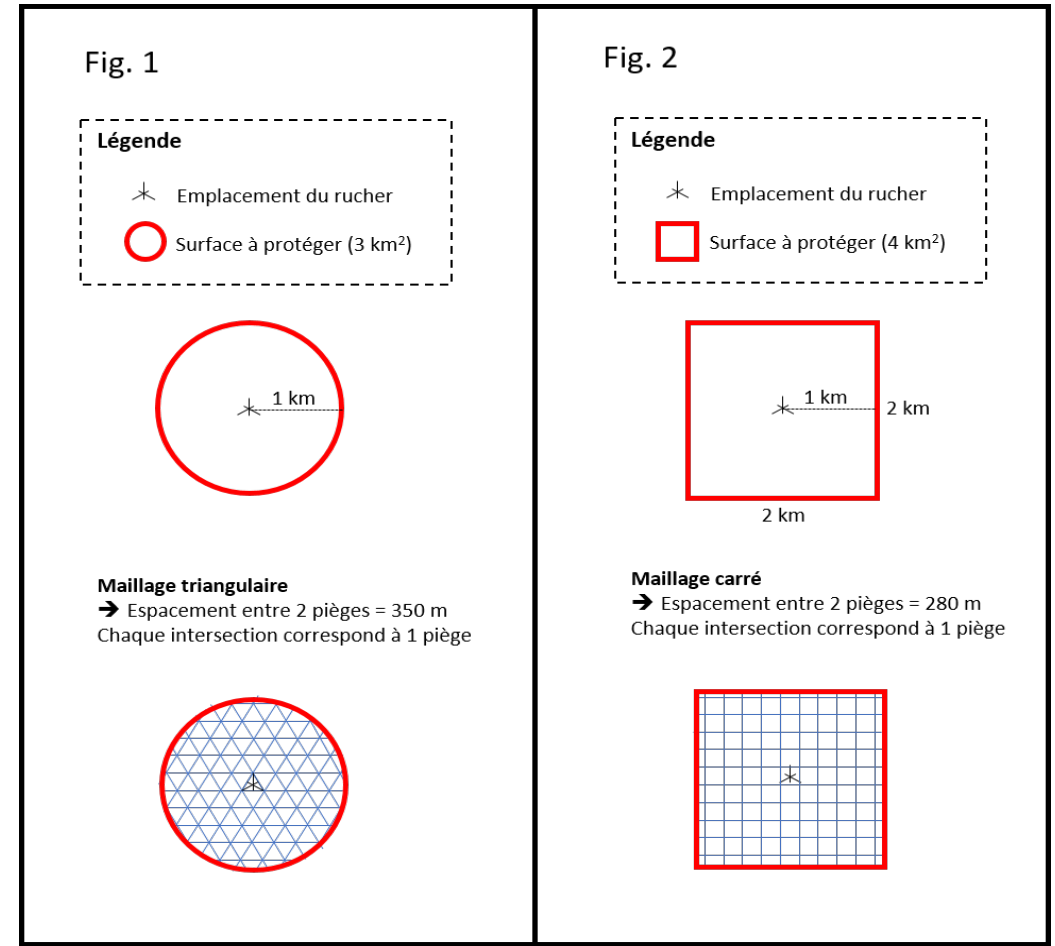 Fig. 1
Légende
Emplacement du rucher
Surface à protéger (3 km²)
1 km
Maillage triangulaire
➔ Espacement entre 2 pièges = 350 m
Chaque intersection correspond à 1 piège
Fig. 2
Légende
Emplacement du rucher
Surface à protéger (4 km²)
1 km
2 km
2 km
Maillage carré
➔ Espacement entre 2 pièges = 280 m
Chaque intersection correspond à 1 piège